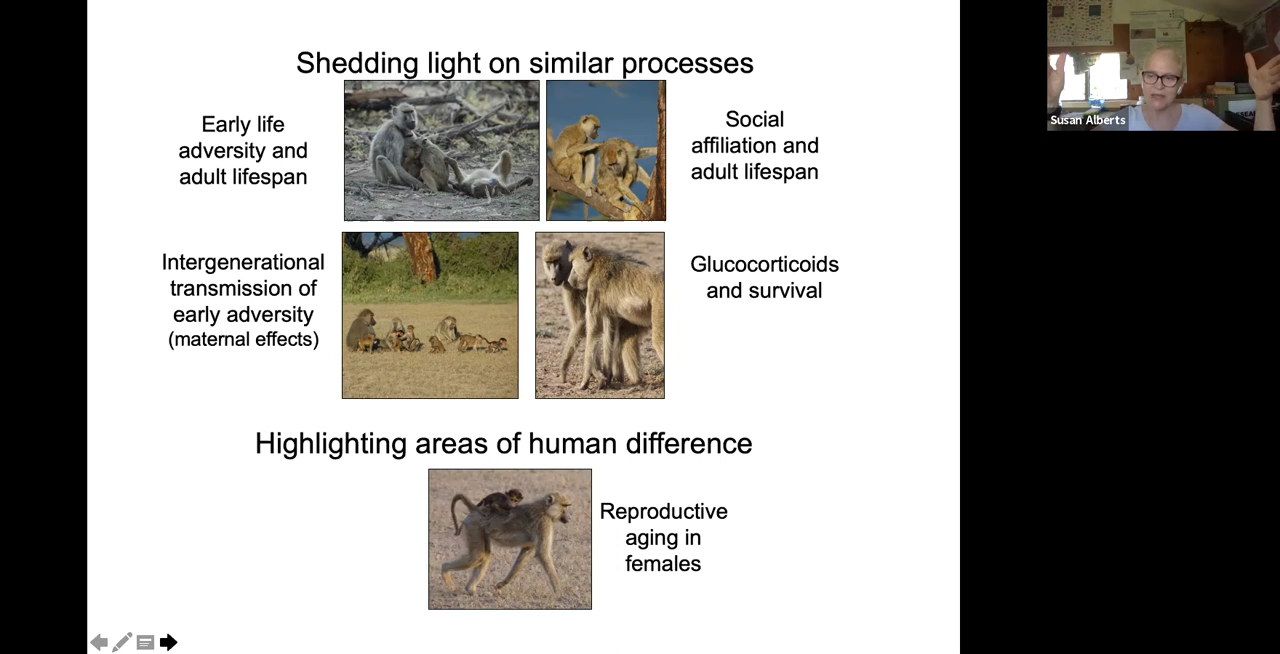 Shedding light on similar processes
Early life
adversity and
adult lifespan
Social
affiliation and
adult lifespan
Intergenerational
transmission of
early adversity
(maternal effects)
Glucocorticoids
and survival
Highlighting areas of human difference
Reproductive
aging in
females
Susan Alberts